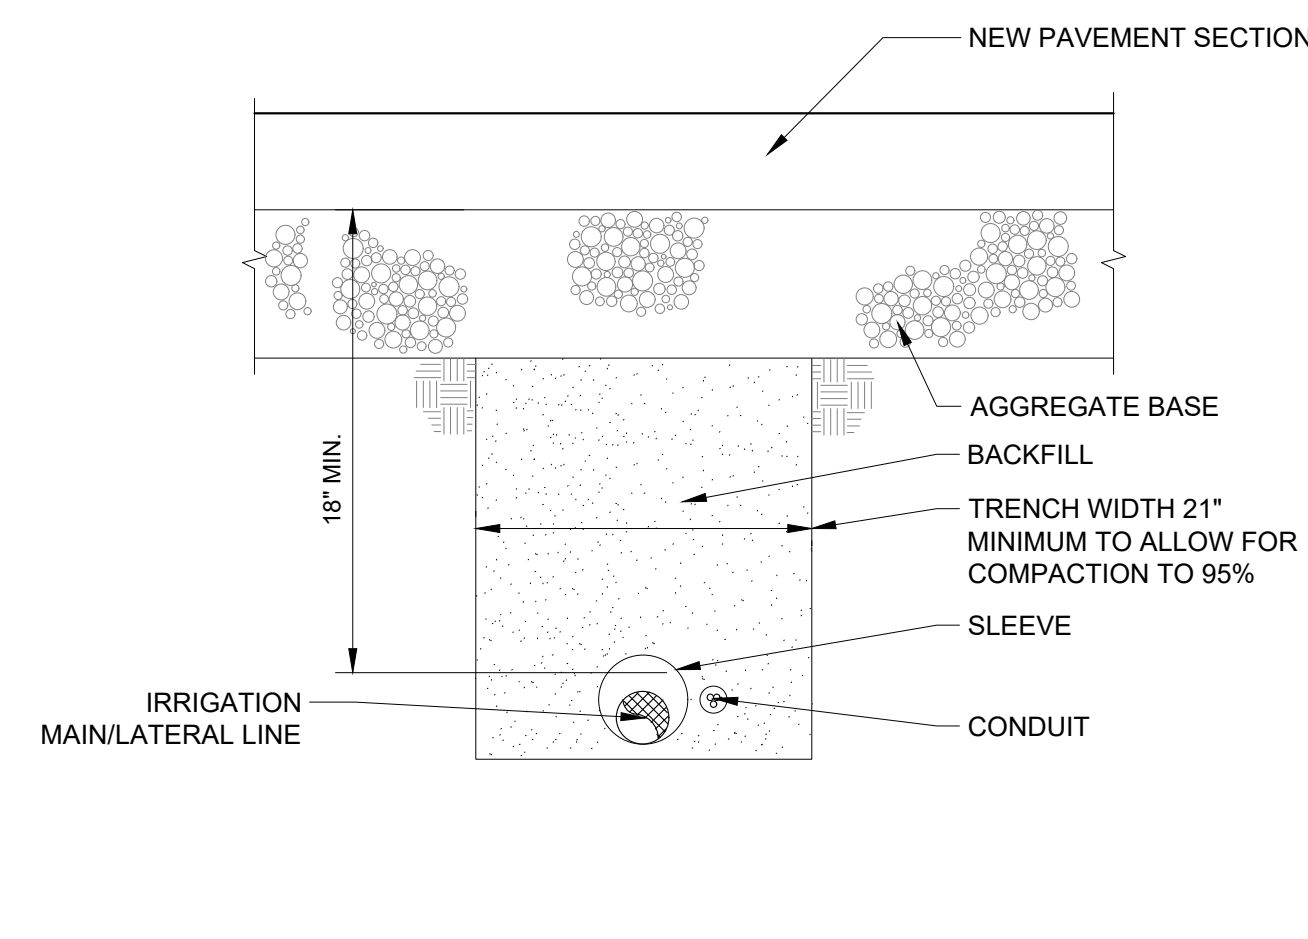 NEW PAVEMENT SECTION
AGGREGATE BASE
BACKFILL
18" MIN.
TRENCH WIDTH 21"
MINIMUM TO ALLOW FOR
COMPACTION TO 95%
SLEEVE
IRRIGATION
MAIN/LATERAL LINE
CONDUIT